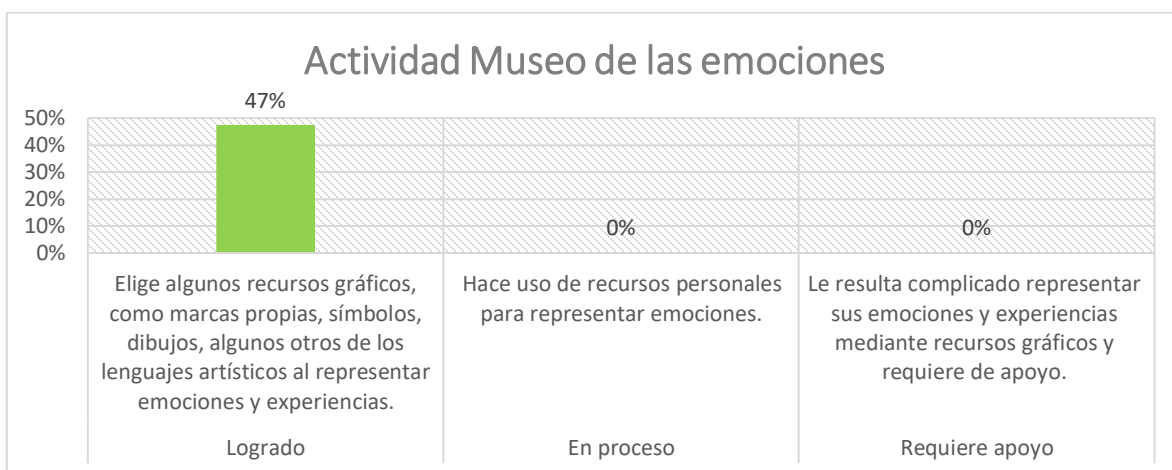 Actividad Museo de las emociones
47%
50%
40%
30%
20%
10%
0%
0%
0%
Elige algunos recursos gráficos,
como marcas propias, símbolos,
dibujos, algunos otros de los
lenguajes artísticos al representar
emociones y experiencias.
Hace uso de recursos personales
para representar emociones.
Le resulta complicado representar
sus emociones y experiencias
mediante recursos gráficos y
requiere de apoyo.
Logrado
En proceso
Requiere apoyo